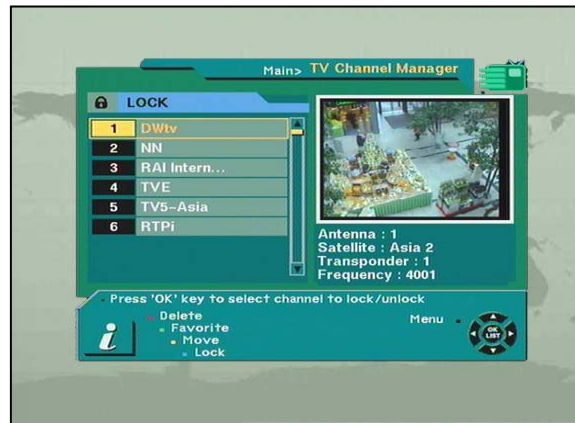 Main> TV Channel Manager
LOCK
1 DWtv
2 NN
3 RAI Intern...
4 TVE
5 TV5-Asia
6 RTPi
Antenna : 1
Satellite : Asia 2
Transponder : 1
Frequency : 4001
Press 'OK' key to select channel to lock/unlock
Delete
Favorite
Menu
Move
Lock
i
OK
LIST